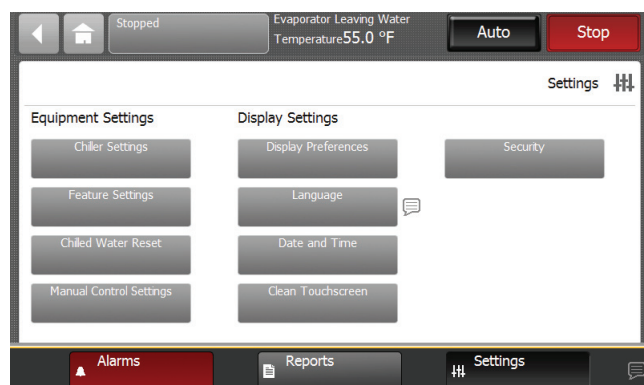 Stopped
Evaporator Leaving Water
Temperature55.0 °F
Auto
Stop
Settings
Equipment Settings
Display Settings
Chiller Settings
Display Preferences
Security
Feature Settings
Language
Chilled Water Reset
Date and Time
Manual Control Settings
Clean Touchscreen
Alarms
Reports
Settings